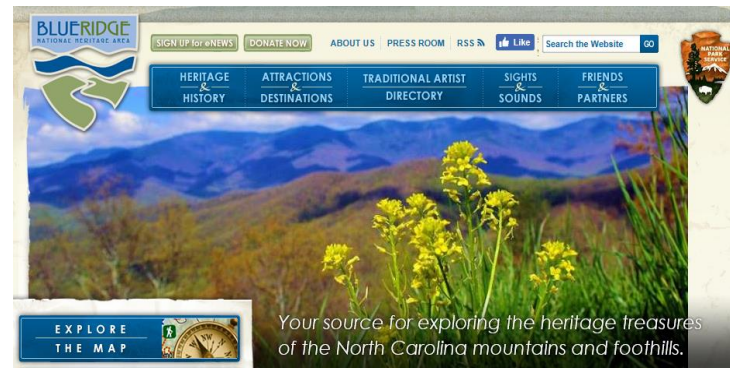 BLUERIDGE
NATIONAL HERITAGE AREA
SIGN UP for eNEWS
DONATE NOW
ABOUT US
PRESS ROOM
RSS
Like
Search the Website
GO
NATIONAL
PARK
SERVICE
HERITAGE
&
HISTORY
ATTRACTIONS
&
DESTINATIONS
TRADITIONAL ARTIST
DIRECTORY
SIGHTS
&
SOUNDS
FRIENDS
&
PARTNERS
EXPLORE
THE MAP
Your source for exploring the heritage treasures
of the North Carolina mountains and foothills.